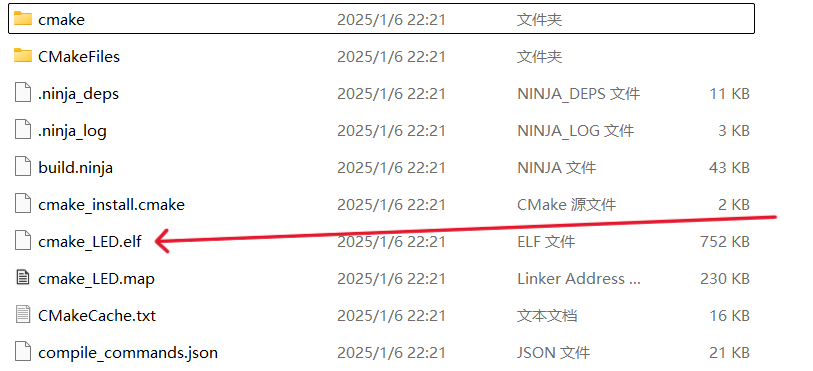 cmake 2025/1/6 22:21 文件夹
CMakeFiles 2025/1/6 22:21 文件夹
.ninja_deps 2025/1/6 22:21 NINJA_DEPS 文件 11 KB
.ninja_log 2025/1/6 22:21 NINJA_LOG 文件 3 KB
build.ninja 2025/1/6 22:21 NINJA 文件 43 KB
cmake_install.cmake 2025/1/6 22:21 CMake 源文件 2 KB
cmake_LED.elf 2025/1/6 22:21 ELF 文件 752 KB
cmake_LED.map 2025/1/6 22:21 Linker Address ... 230 KB
CMakeCache.txt 2025/1/6 22:21 文本文档 16 KB
compile_commands.json 2025/1/6 22:21 JSON 文件 21 KB